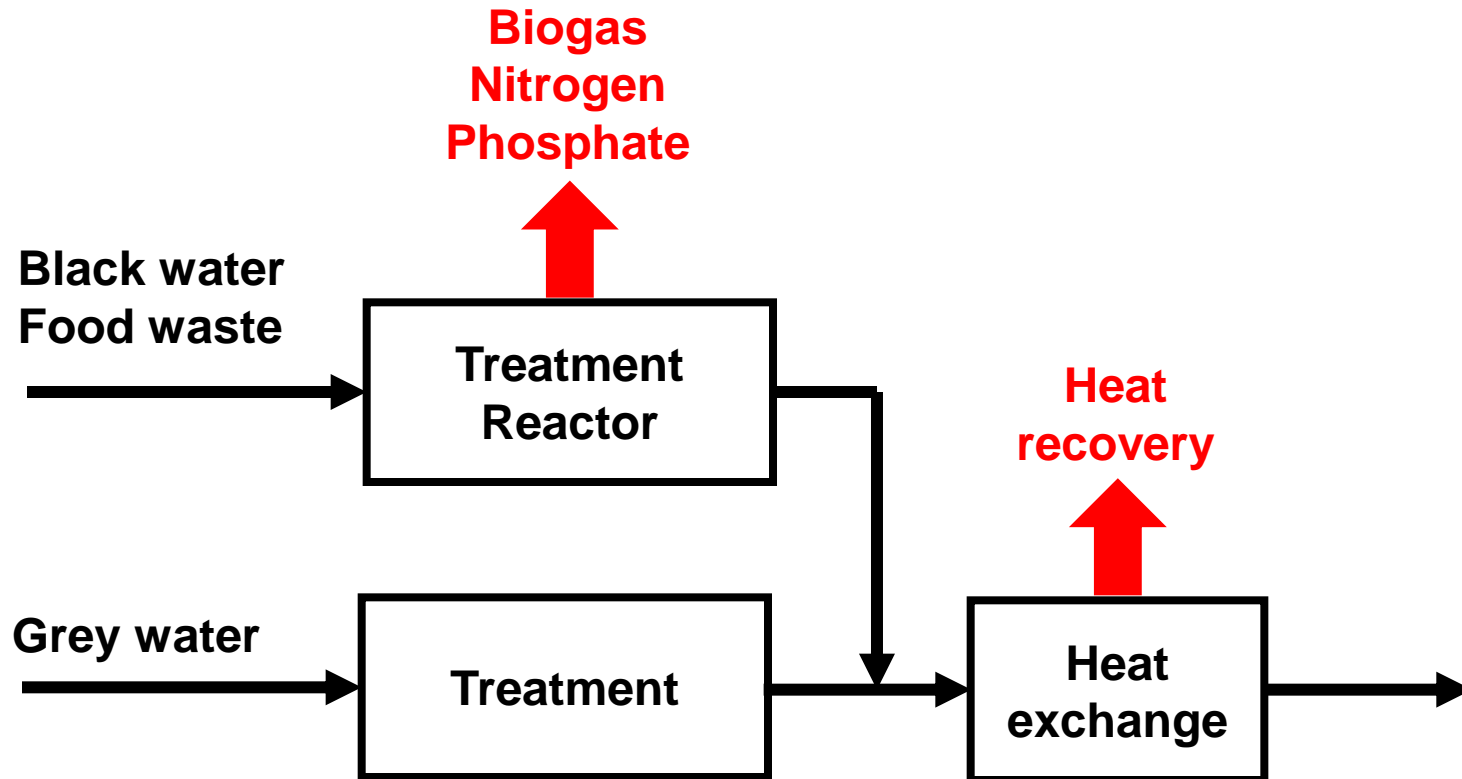 Biogas
Nitrogen
Phosphate
Black water
Food waste
Treatment
Reactor
Heat
recovery
Grey water
Treatment
Heat
exchange